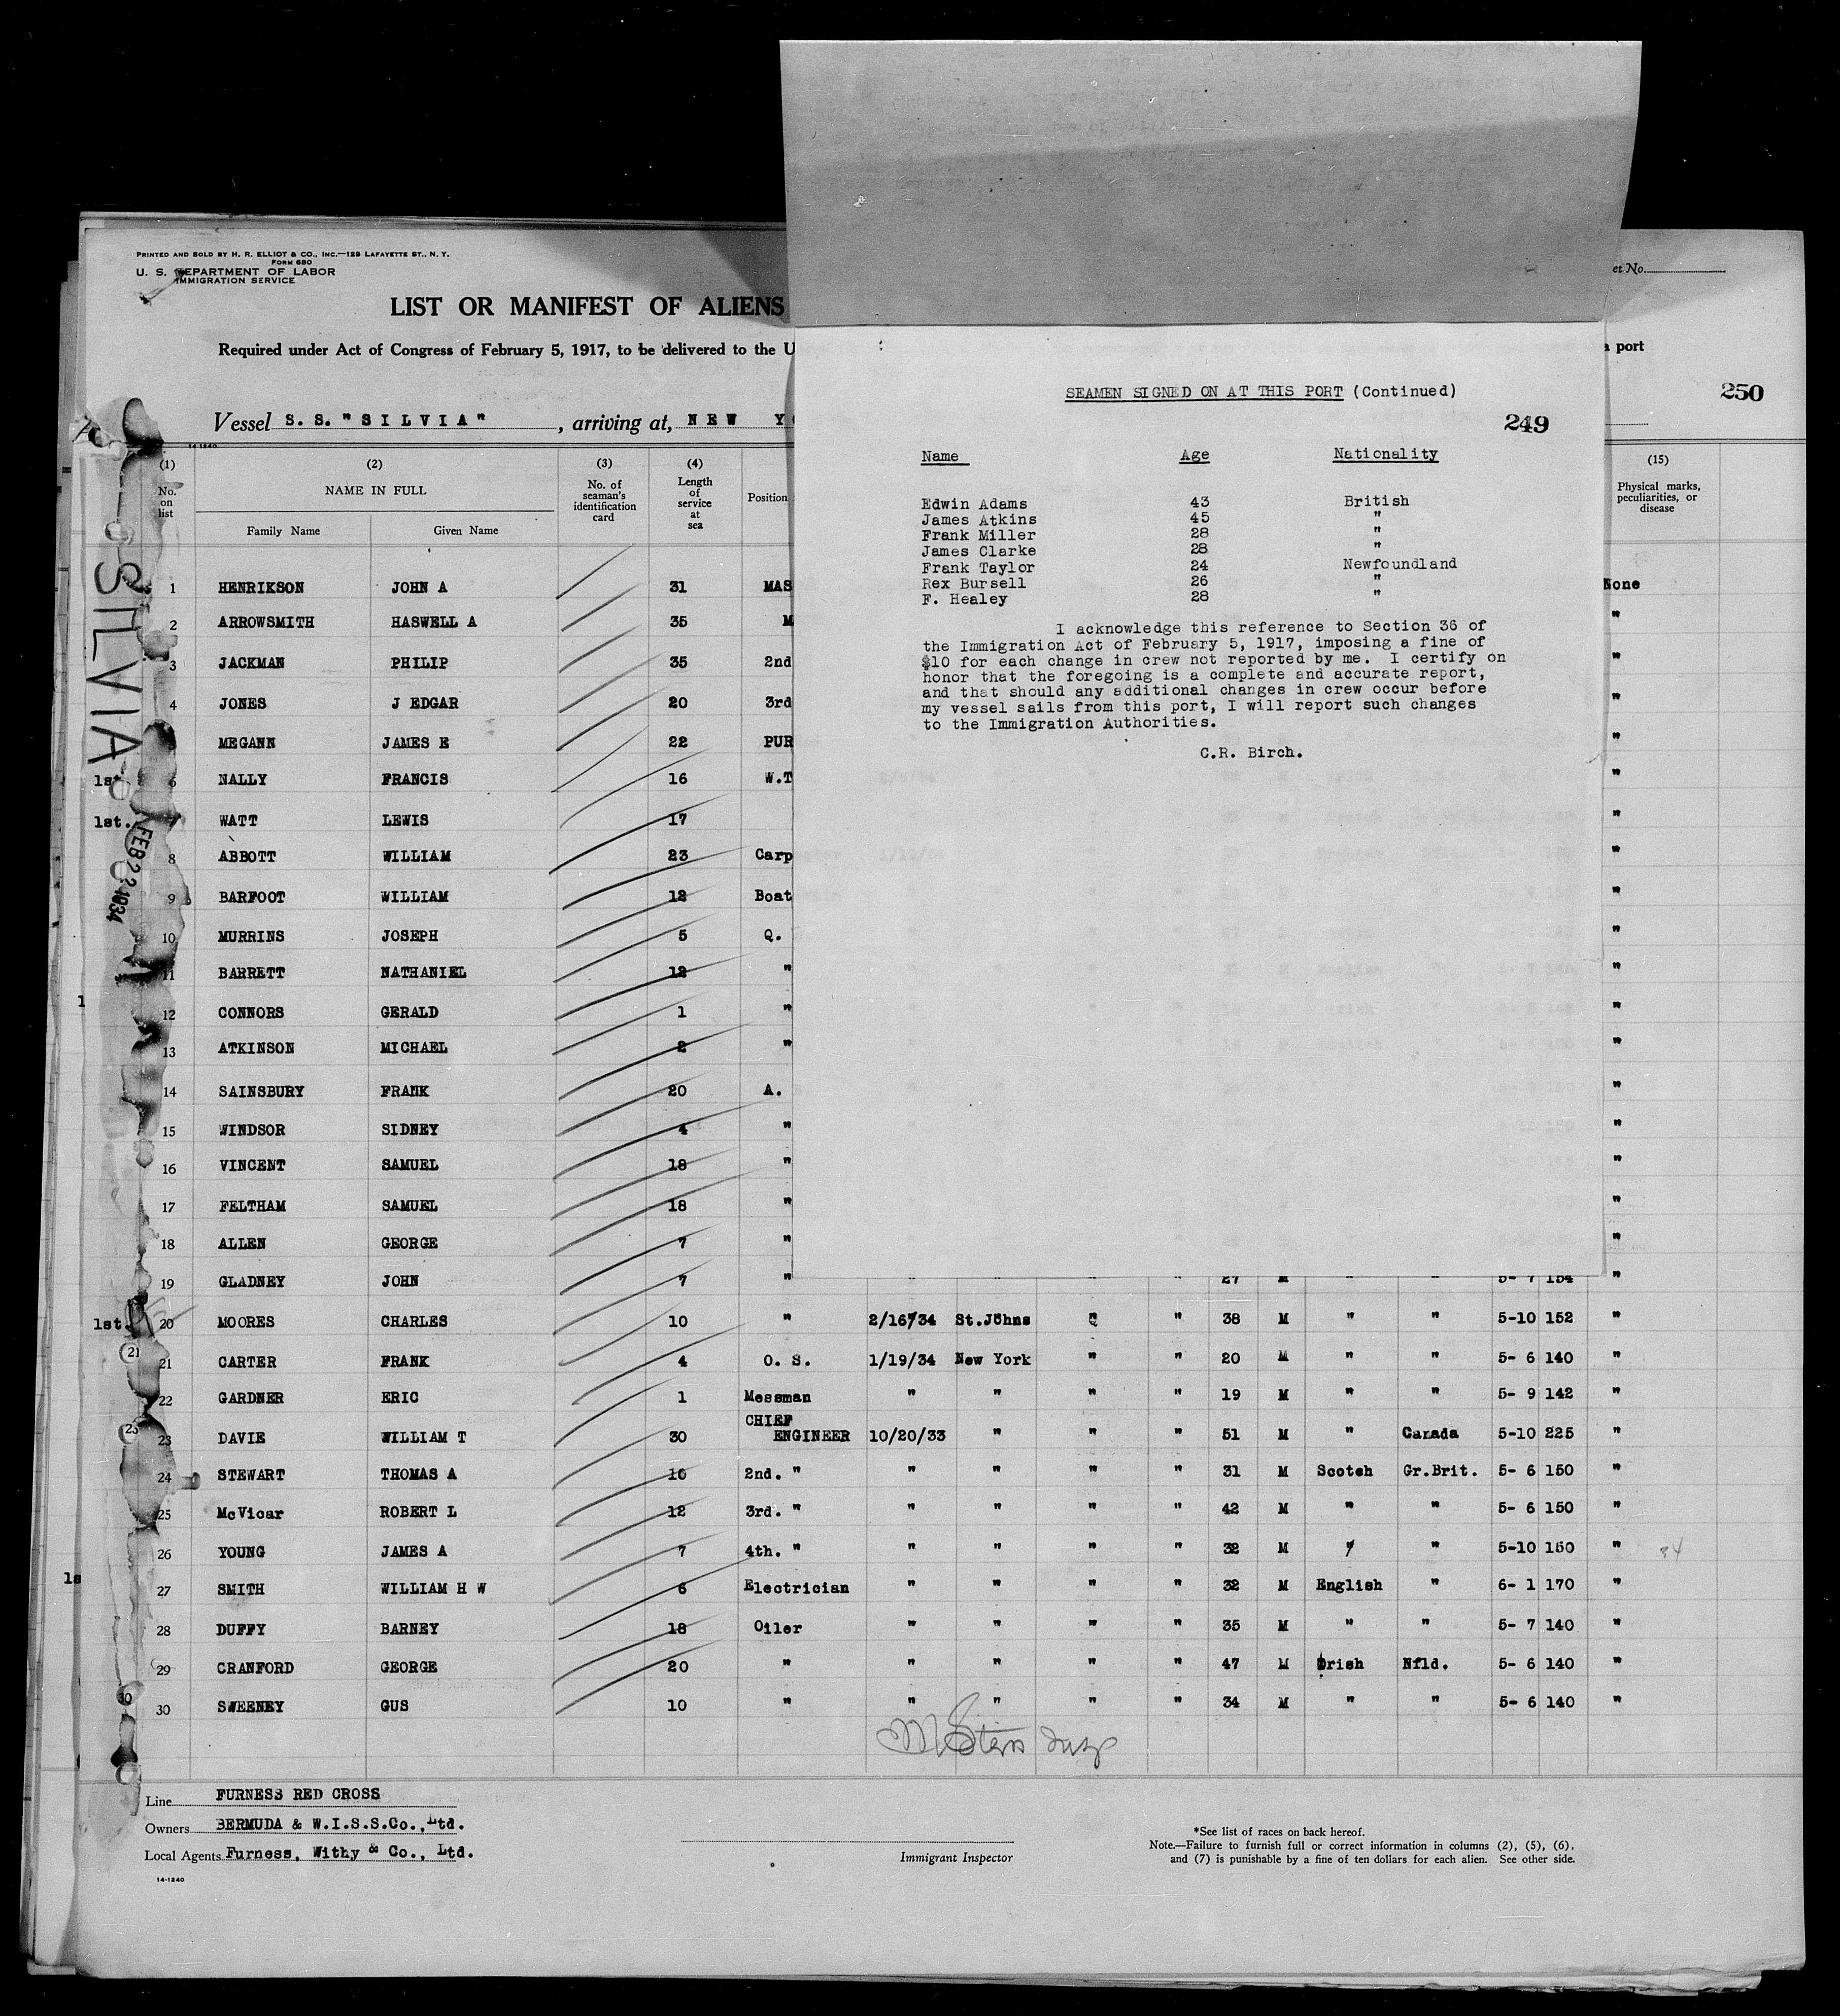 PRINTED AND SOLD BY H. R. ELLIOT & CO., INC.—129 LAFAYETTE ST., N. Y.
FORM 680
U. S. DEPARTMENT OF LABOR
IMMIGRATION SERVICE
et No.
LIST OR MANIFEST OF ALIENS
Required under Act of Congress of February 5, 1917, to be delivered to the U
a port
250
Vessel S. S. "SILVIA", arriving at, NEW Y
14-1240
SEAMEN SIGNED ON AT THIS PORT (Continued)
249
Name Age Nationality
Edwin Adams 43 British
James Atkins 45 "
Frank Miller 28 "
James Clarke 28 "
Frank Taylor 24 Newfoundland
Rex Bursell 26 "
F. Healey 28 "
I acknowledge this reference to Section 36 of
the Immigration Act of February 5, 1917, imposing a fine of
$10 for each change in crew not reported by me. I certify on
honor that the foregoing is a complete and accurate report,
and that should any additional changes in crew occur before
my vessel sails from this port, I will report such changes
to the Immigration Authorities.
C.R. Birch.
SILVIA
FEB 22 1934
(1) No. on list (2) NAME IN FULL Family Name Given Name (3) No. of seaman's identification card (4) Length of service at sea Position (15) Physical marks, peculiarities, or disease
1 HENRIKSON JOHN A 31 MAS None
2 ARROWSMITH HASWELL A 35 M "
3 JACKMAN PHILIP 35 2nd "
4 JONES J EDGAR 20 3rd "
MEGANN JAMES E 22 PUR "
1st 6 NALLY FRANCIS 16 W.T "
1st. WATT LEWIS 17 "
8 ABBOTT WILLIAM 23 Carp "
9 BARFOOT WILLIAM 12 Boat "
10 MURRINS JOSEPH 5 Q. "
11 BARRETT NATHANIEL 12 " "
12 CONNORS GERALD 1 " "
13 ATKINSON MICHAEL 2 " "
14 SAINSBURY FRANK 20 A. "
15 WINDSOR SIDNEY 4 " "
16 VINCENT SAMUEL 18 " "
17 FELTHAM SAMUEL 18 " "
18 ALLEN GEORGE 7 " "
19 GLADNEY JOHN 7 " " " " " 27 M " " 5- 7 154 "
1st. 20 MOORES CHARLES 10 " 2/16/34 St.Johns " " 38 M " " 5-10 152 "
21 21 CARTER FRANK 4 O. S. 1/19/34 New York " " 20 M " " 5- 6 140 "
22 GARDNER ERIC 1 Messman " " " " 19 M " " 5- 9 142 "
23 23 DAVIE WILLIAM T 30 CHIEF ENGINEER 10/20/33 " " " 51 M " Canada 5-10 225 "
24 STEWART THOMAS A 10 2nd. " " " " " 31 M Scotch Gr.Brit. 5- 6 150 "
25 McVicar ROBERT L 12 3rd. " " " " " 42 M " " 5- 6 150 "
26 YOUNG JAMES A 7 4th. " " " " " 32 M " " 5-10 150 "
27 SMITH WILLIAM H W 6 Electrician " " " " 32 M English " 6- 1 170 "
28 DUFFY BARNEY 18 Oiler " " " " 35 M " " 5- 7 140 "
29 CRANFORD GEORGE 20 " " " " " 47 M Irish Nfld. 5- 6 140 "
30 30 SWEENEY GUS 10 " " " " " 34 M " " 5- 6 140 "
Line FURNESS RED CROSS
Owners BERMUDA & W.I.S.S.Co., Ltd.
Local Agents Furness, Withy & Co., Ltd.
14-1240
Immigrant Inspector
*See list of races on back hereof.
Note.—Failure to furnish full or correct information in columns (2), (5), (6),
and (7) is punishable by a fine of ten dollars for each alien. See other side.